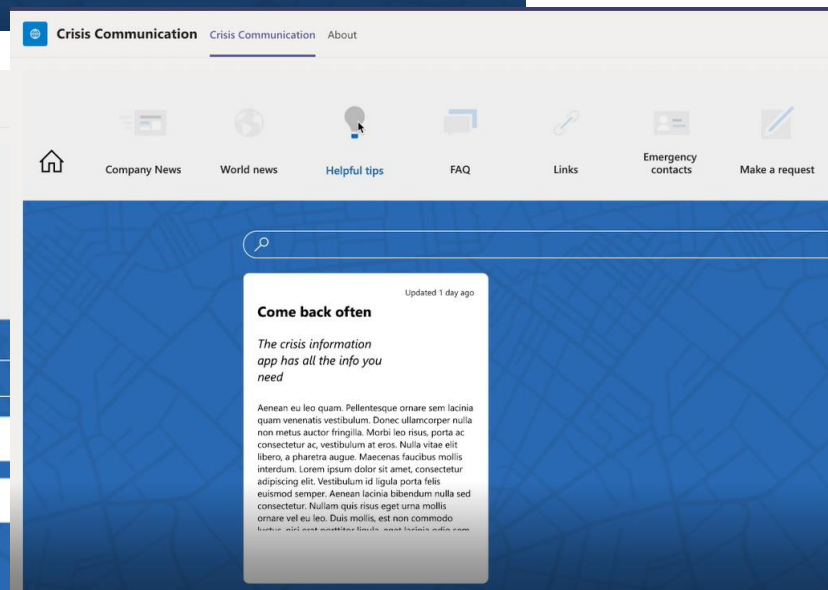 Crisis Communication Crisis Communication About
Company News World news Helpful tips FAQ Links Emergency contacts Make a request
Updated 1 day ago
Come back often
The crisis information
app has all the info you
need
Aenean eu leo quam. Pellentesque ornare sem lacinia
quam venenatis vestibulum. Donec ullamcorper nulla
non metus auctor fringilla. Morbi leo risus, porta ac
consectetur ac, vestibulum at eros. Nulla vitae elit
libero, a pharetra augue. Maecenas faucibus mollis
interdum. Lorem ipsum dolor sit amet, consectetur
adipiscing elit. Vestibulum id ligula porta felis
euismod semper. Aenean lacinia bibendum nulla sed
consectetur. Nullam quis risus eget urna mollis
ornare vel eu leo. Duis mollis, est non commodo